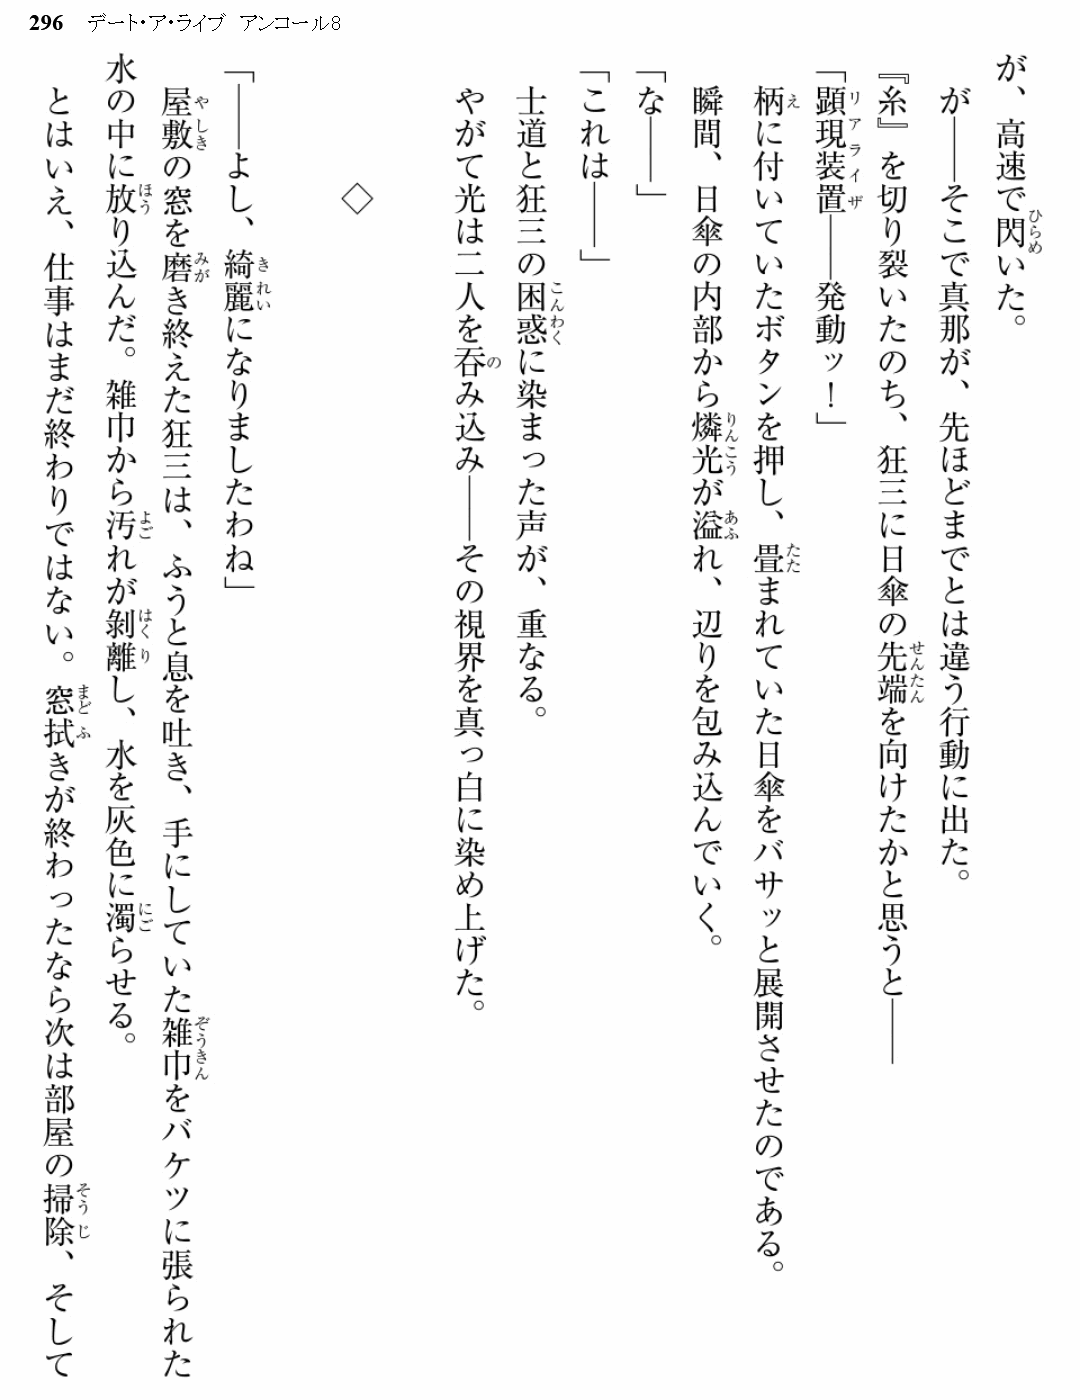 296 デート・ア・ライブ アンコール8
が、高速で閃いた。
が――そこで真那が、先ほどまでとは違う行動に出た。
『糸』を切り裂いたのち、狂三に日傘の先端を向けたかと思うと――
「顕現装置――発動ッ！」
柄に付いていたボタンを押し、畳まれていた日傘をバサッと展開させたのである。
瞬間、日傘の内部から燐光が溢れ、辺りを包み込んでいく。
「な――」
「これは――」
士道と狂三の困惑に染まった声が、重なる。
やがて光は二人を呑み込み――その視界を真っ白に染め上げた。
◇
「――よし、綺麗になりましたわね」
屋敷の窓を磨き終えた狂三は、ふうと息を吐き、手にしていた雑巾をバケツに張られた
水の中に放り込んだ。雑巾から汚れが剝離し、水を灰色に濁らせる。
とはいえ、仕事はまだ終わりではない。窓拭きが終わったなら次は部屋の掃除、そして